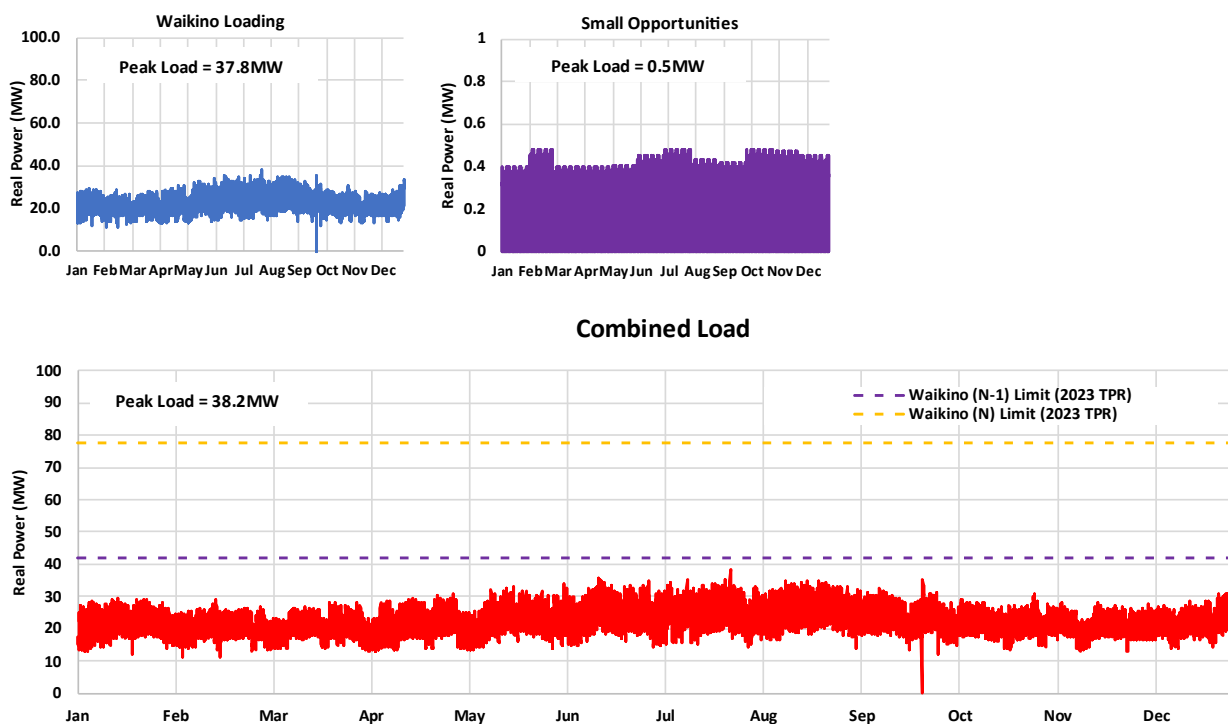 Waikino Loading
100.0
80.0
60.0
40.0
20.0
0.0
Real Power (MW)
Peak Load = 37.8MW
Jan Feb Mar Apr May Jun Jul Aug Sep Oct Nov Dec
Small Opportunities
1
0.8
0.6
0.4
0.2
0
Real Power (MW)
Peak Load = 0.5MW
Jan Feb Mar Apr May Jun Jul Aug Sep Oct Nov Dec
Combined Load
100
90
80
70
60
50
40
30
20
10
0
Real Power (MW)
Peak Load = 38.2MW
Waikino (N-1) Limit (2023 TPR)
Waikino (N) Limit (2023 TPR)
Jan Feb Mar Apr May Jun Jul Aug Sep Oct Nov Dec